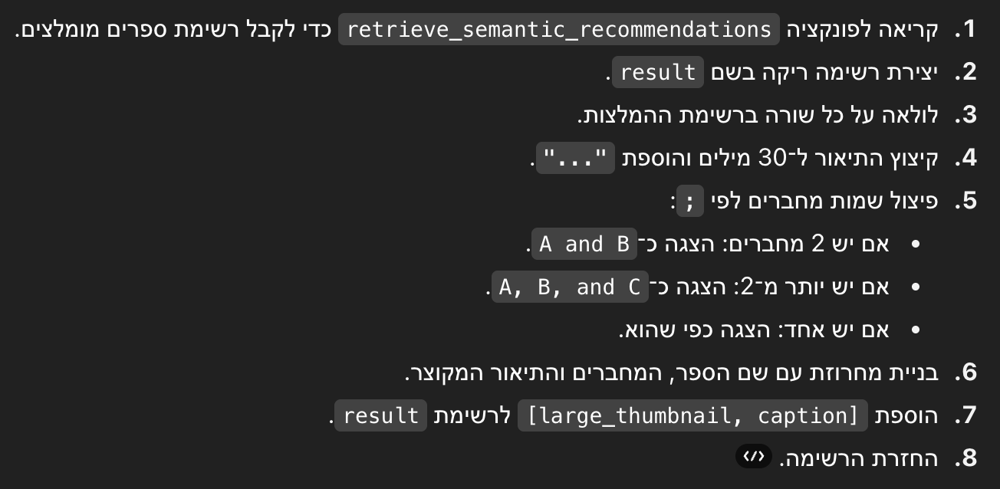 1. קריאה לפונקציה retrieve_semantic_recommendations כדי לקבל רשימת ספרים מומלצים.
2. יצירת רשימה ריקה בשם result.
3. לולאה על כל שורה ברשימת ההמלצות.
4. קיצוץ התיאור ל־30 מילים והוספת "...".
5. פיצול שמות מחברים לפי ;:
• אם יש 2 מחברים: הצגה כ־A and B.
• אם יש יותר מ־2: הצגה כ־A, B, and C.
• אם יש אחד: הצגה כפי שהוא.
6. בניית מחרוזת עם שם הספר, המחברים והתיאור המקוצר.
7. הוספת [large_thumbnail, caption] לרשימת result.
8. החזרת הרשימה. </>